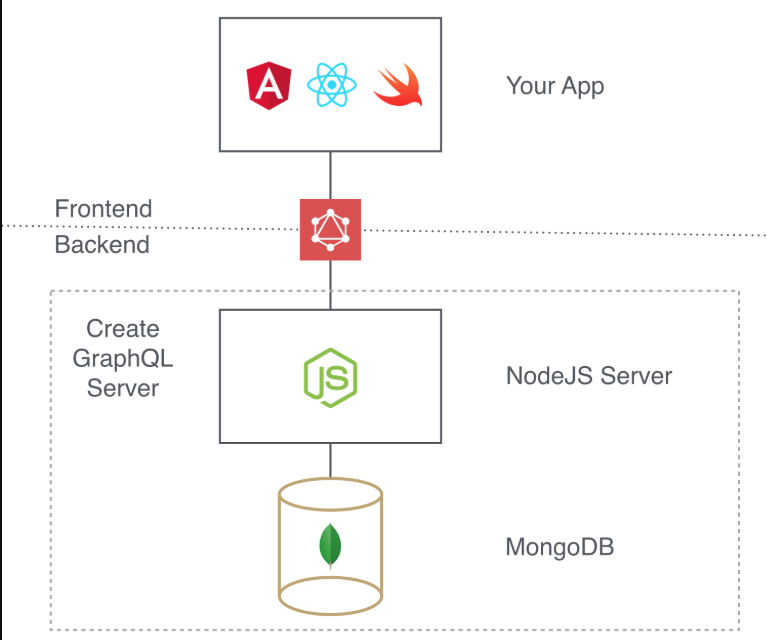 Your App
Frontend
Backend
Create
GraphQL
Server
JS
NodeJS Server
MongoDB